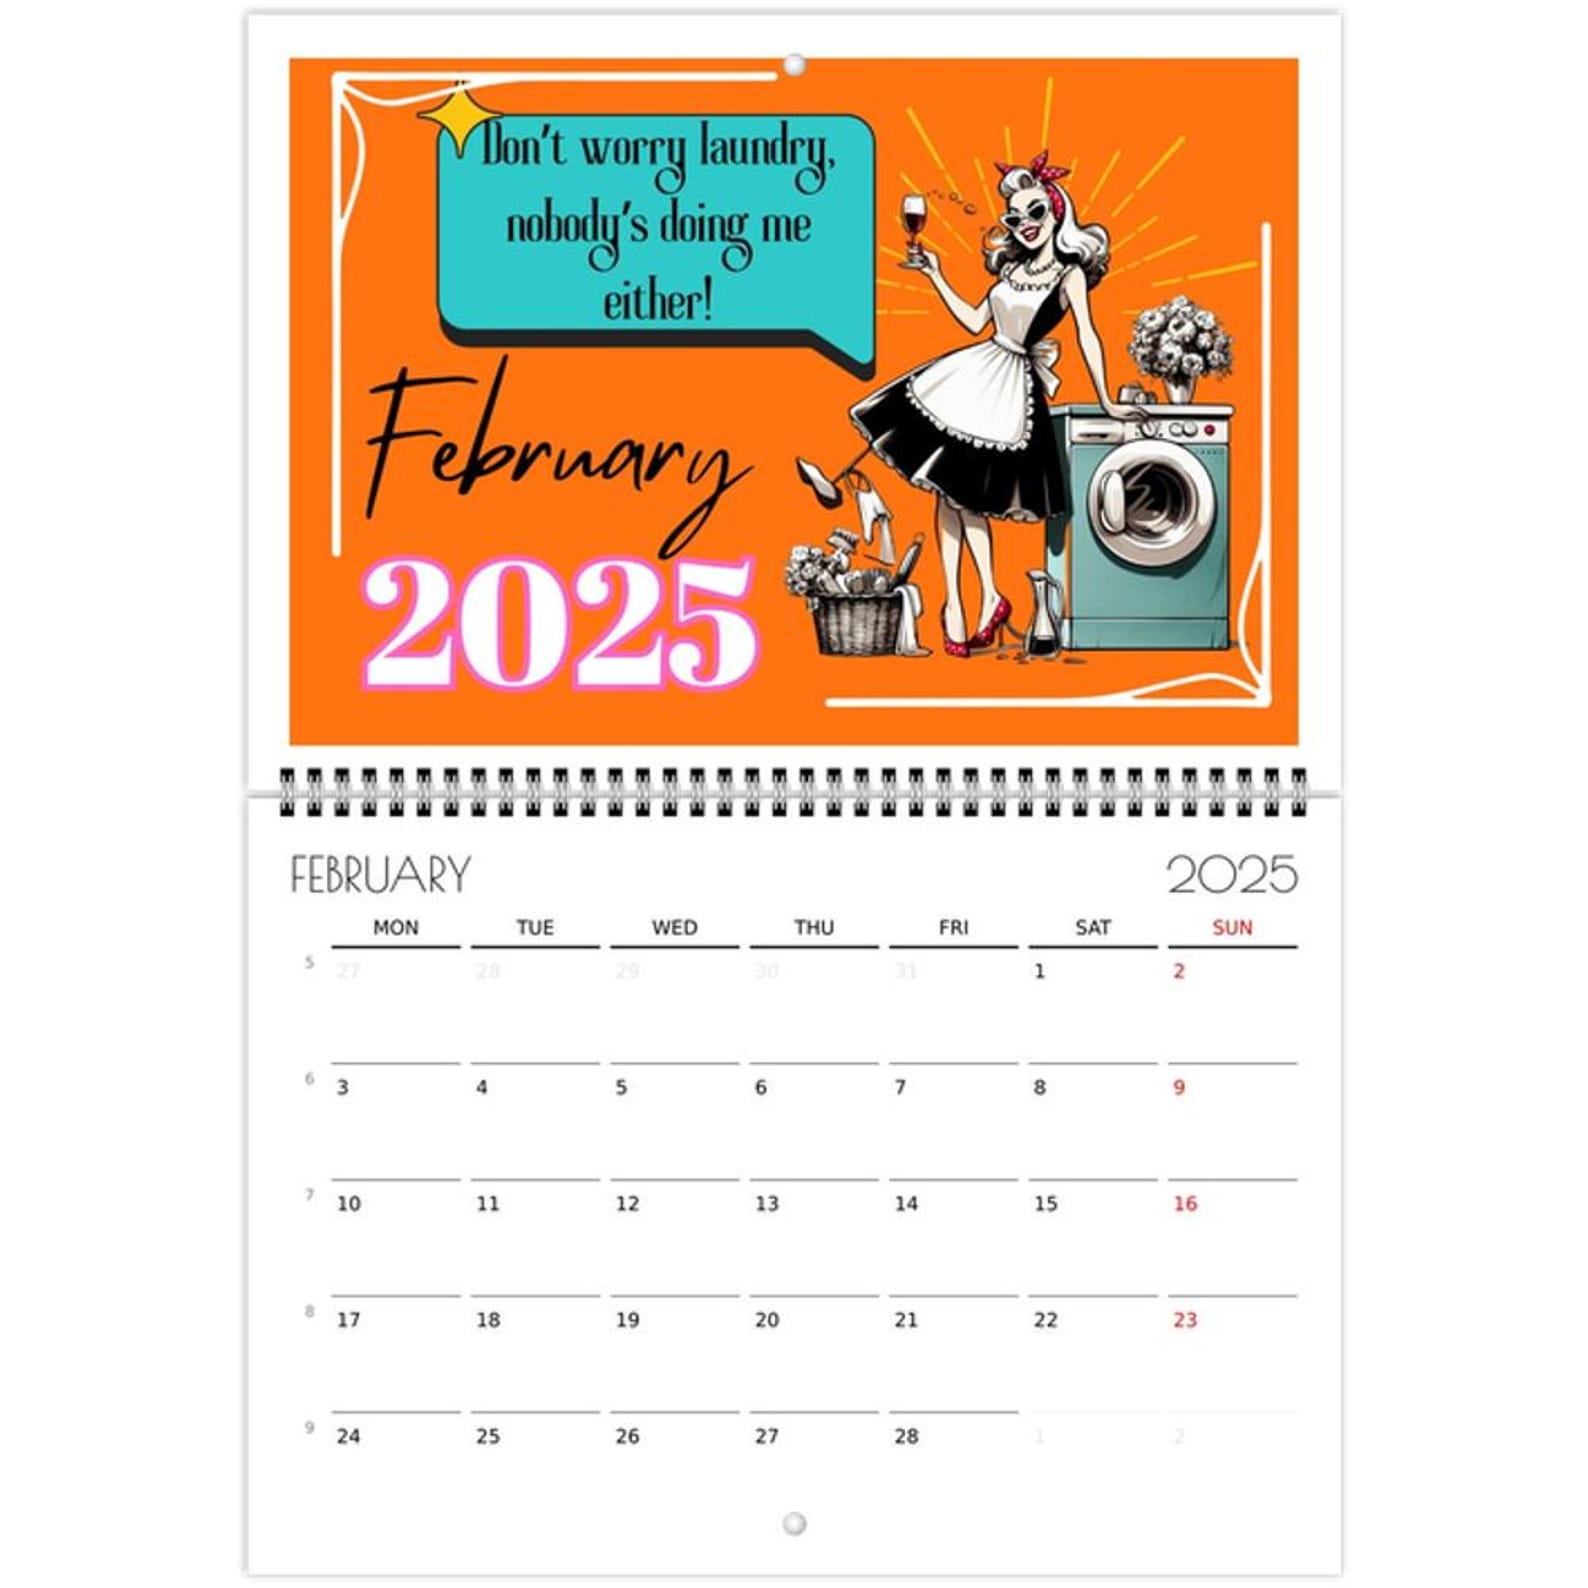 Don't worry laundry,
nobody's doing me
either!
February
2025
FEBRUARY 2025
MON TUE WED THU FRI SAT SUN
5 27 28 29 30 31 1 2
6 3 4 5 6 7 8 9
7 10 11 12 13 14 15 16
8 17 18 19 20 21 22 23
9 24 25 26 27 28 1 2